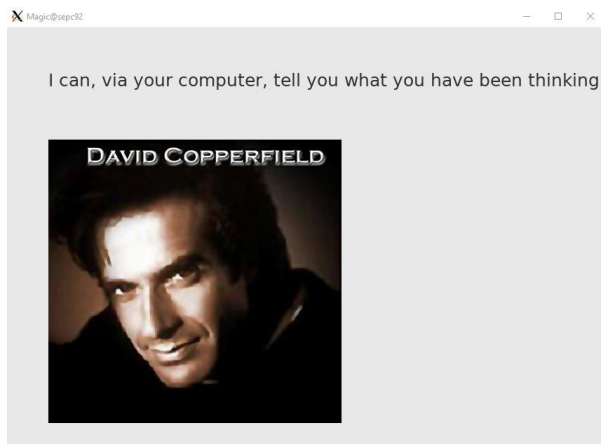 Magic@sepc92
I can, via your computer, tell you what you have been thinking
DAVID COPPERFIELD